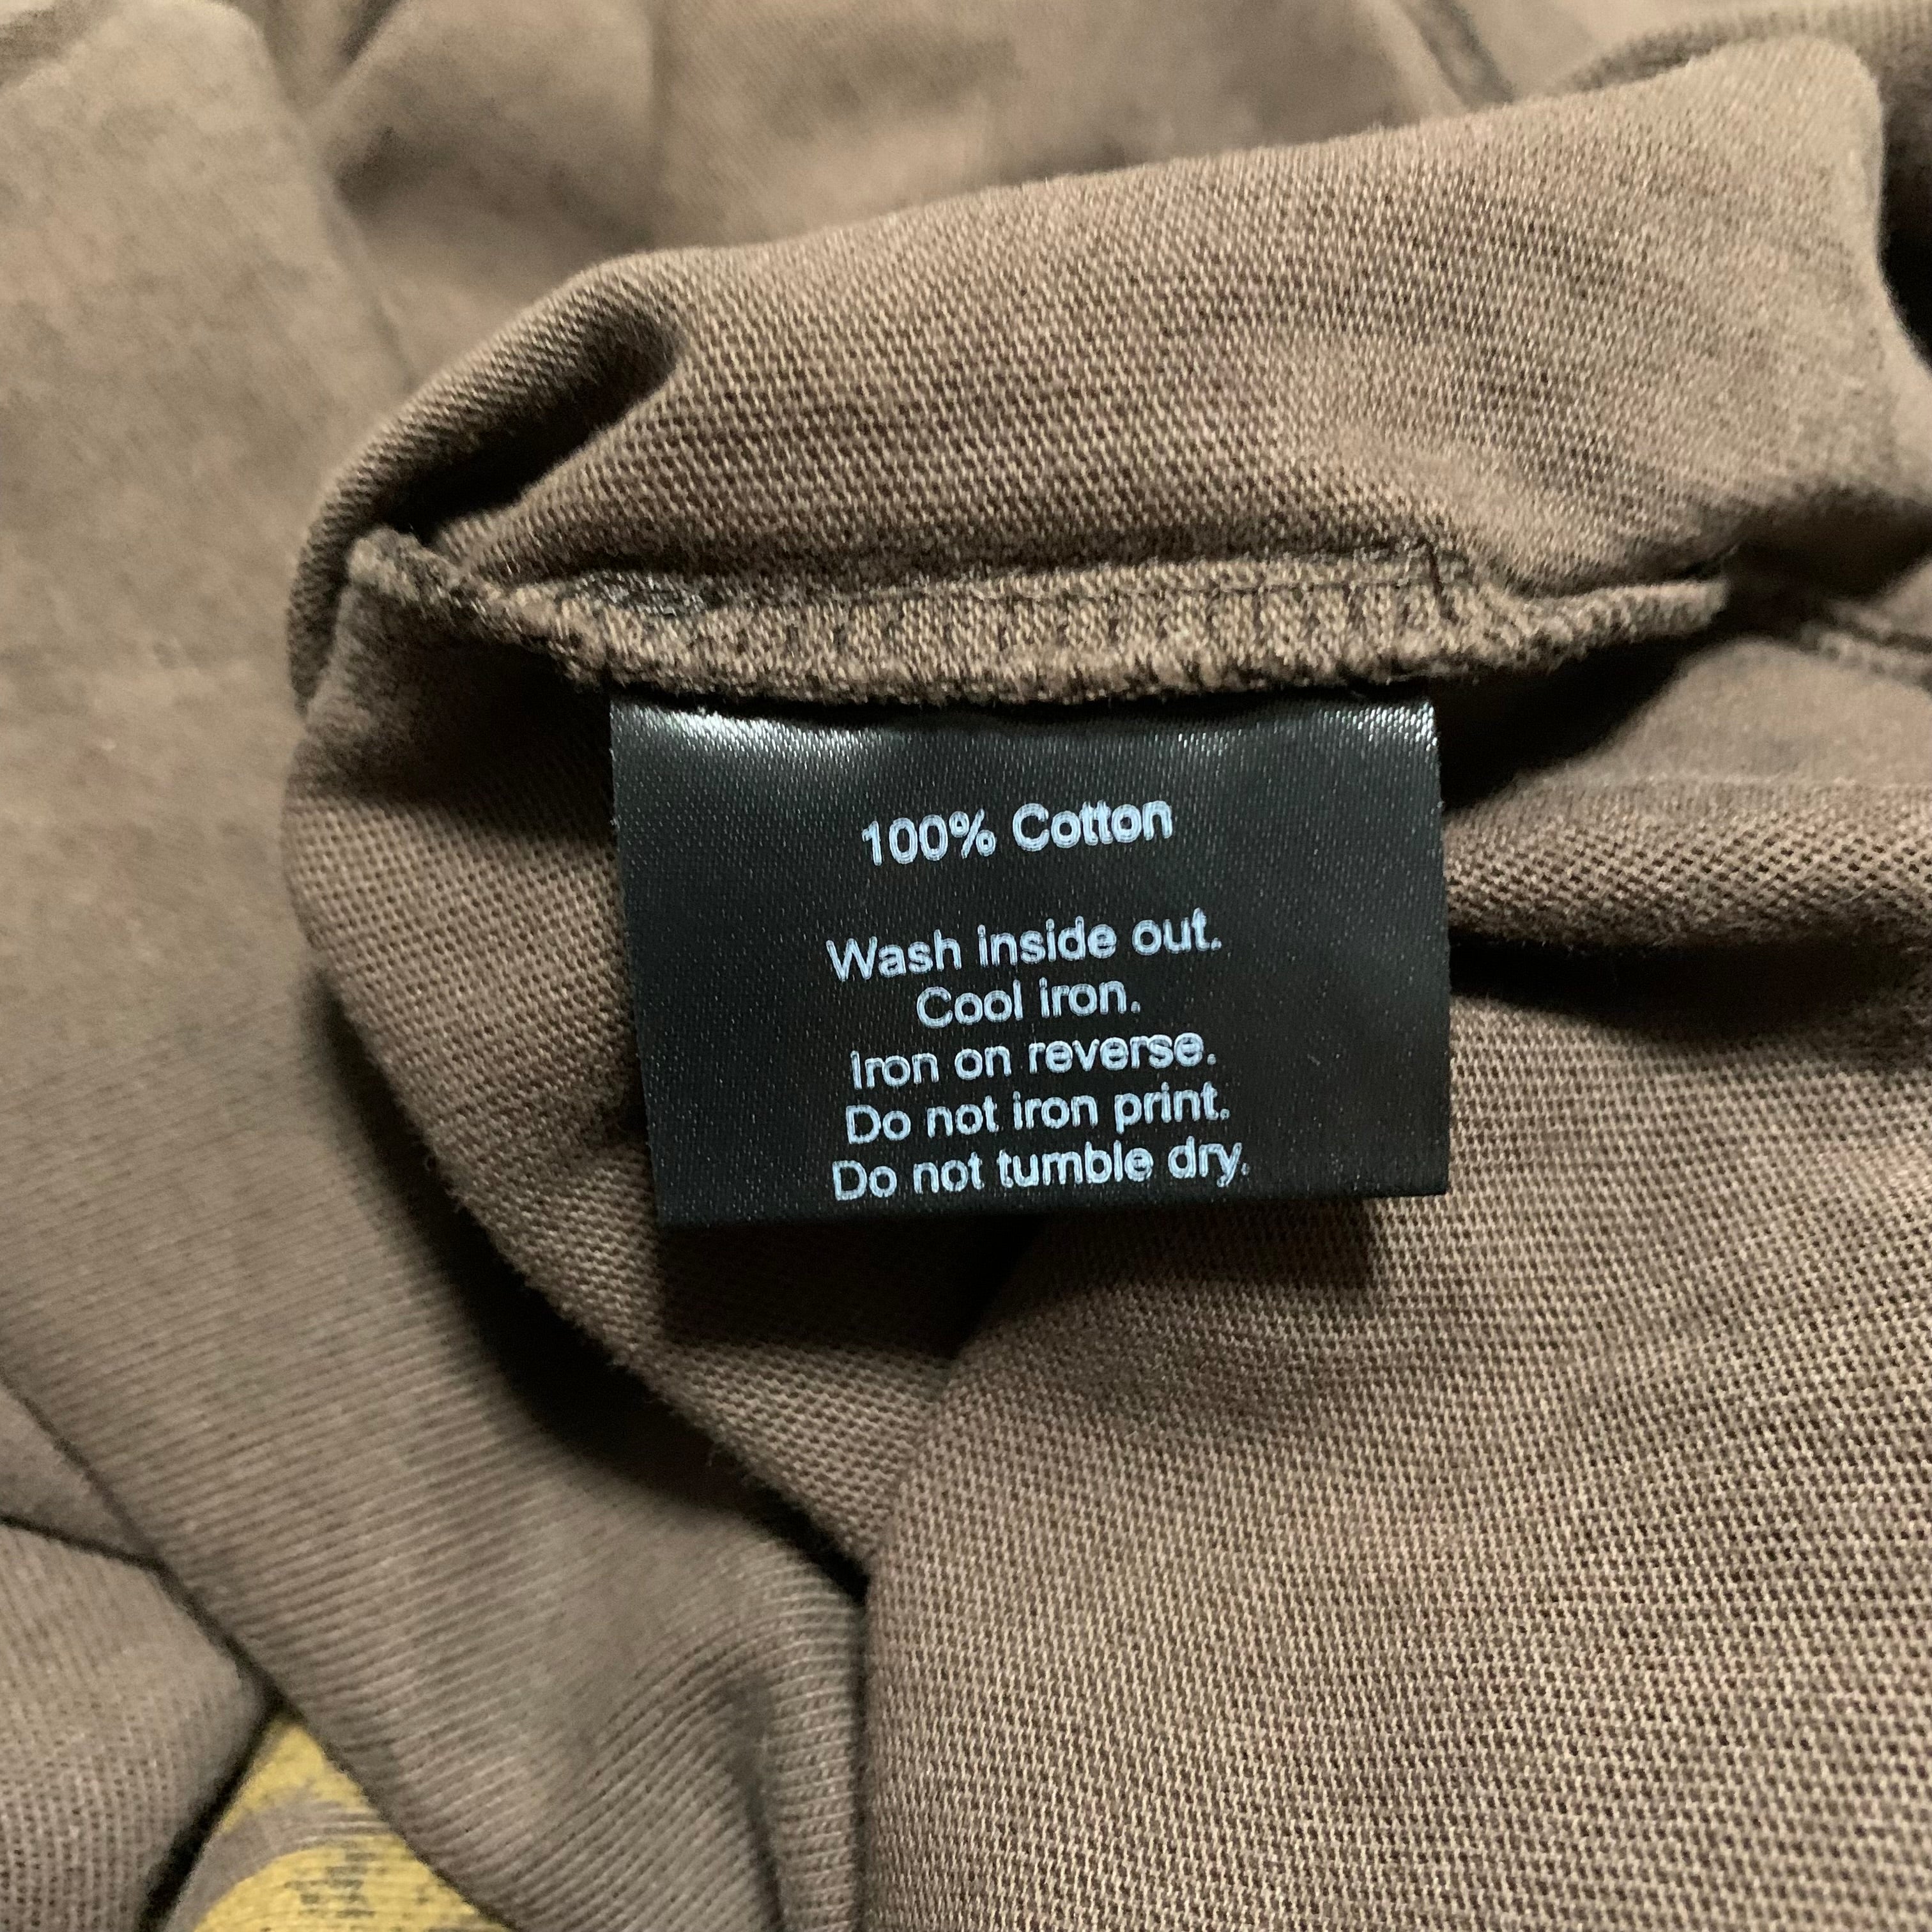 100% Cotton
Wash inside out.
Cool iron.
Iron on reverse.
Do not iron print.
Do not tumble dry.